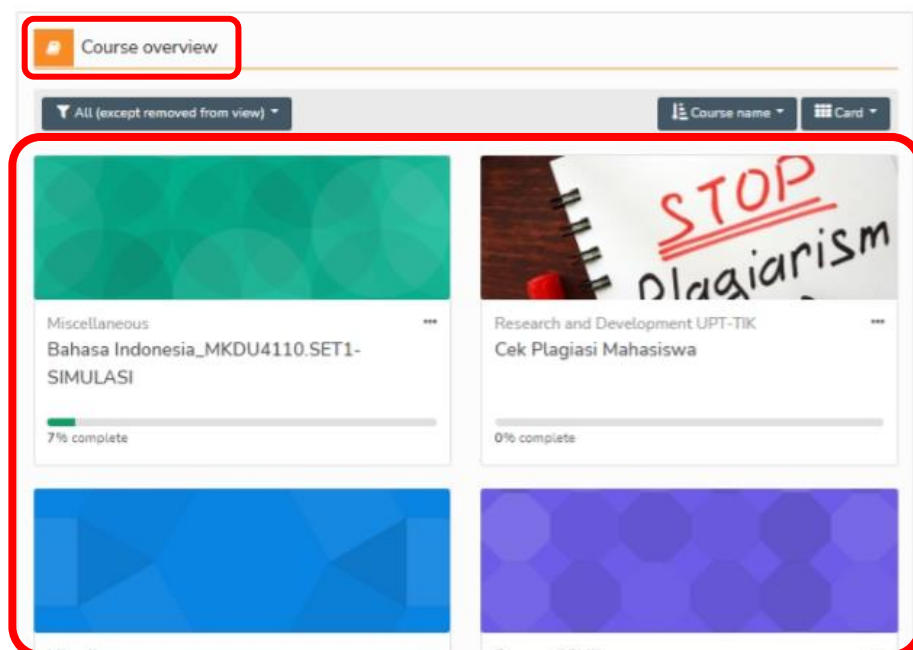 Course overview
All (except removed from view)
Course name
Card
STOP
Plagiarism
Miscellaneous
Bahasa Indonesia_MKDU4110.SET1-
SIMULASI
7% complete
Research and Development UPT-TIK
Cek Plagiasi Mahasiswa
0% complete